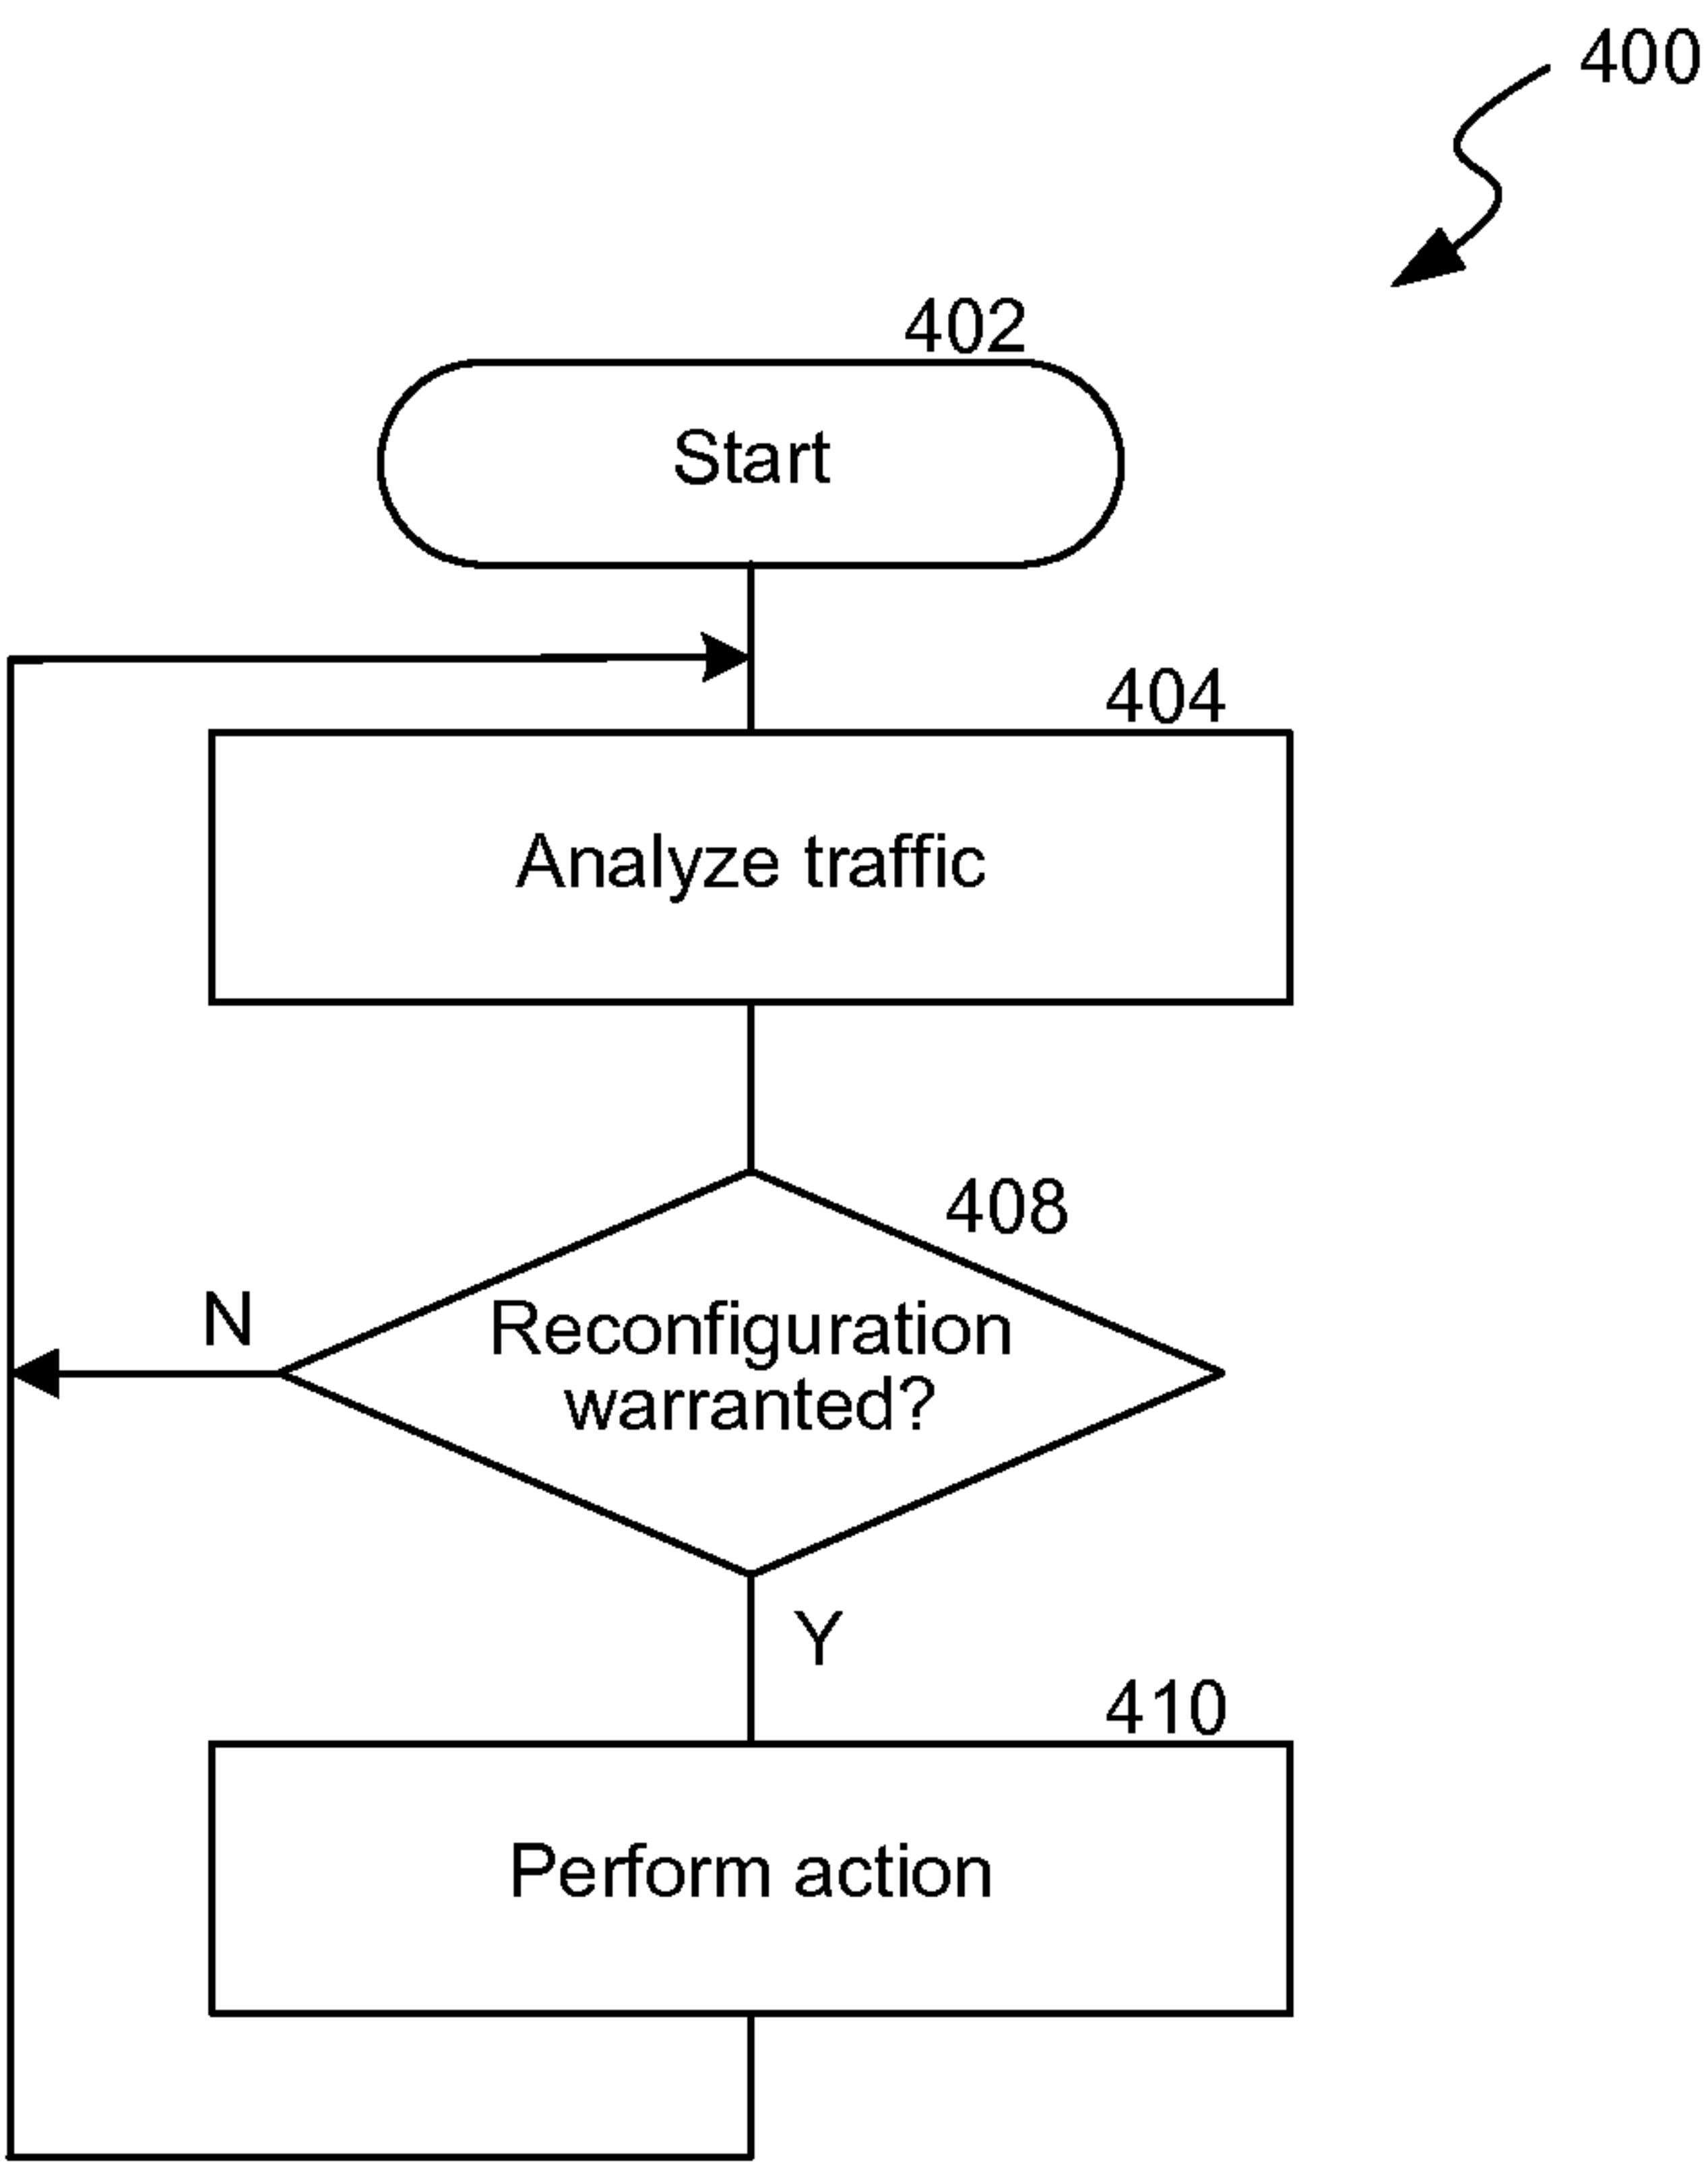 400
402
Start
404
Analyze traffic
408
N
Reconfiguration
warranted?
Y
410
Perform action